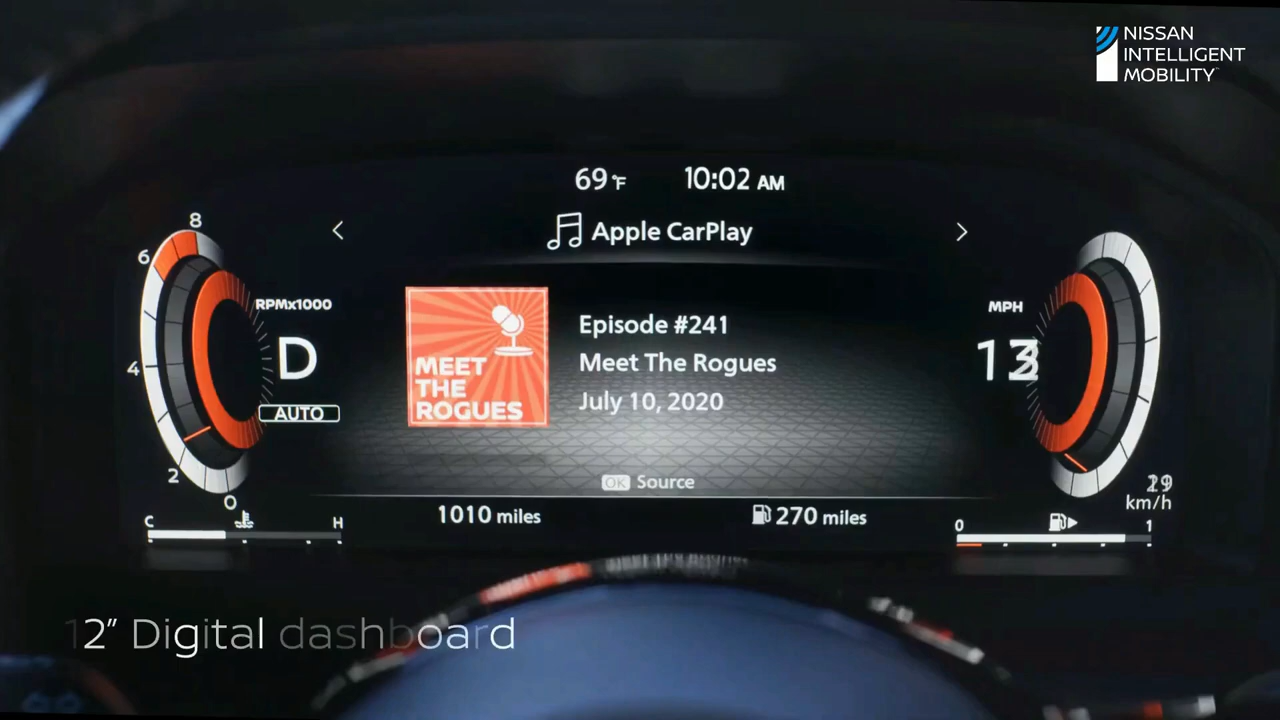 NISSAN
INTELLIGENT
MOBILITY
69°F 10:02 AM
Apple CarPlay
8
6
4
2
0
RPMx1000
D
AUTO
MEET
THE
ROGUES
Episode #241
Meet The Rogues
July 10, 2020
MPH
km/h
OK Source
C H
1010 miles
270 miles
0 1
12” Digital dashboard